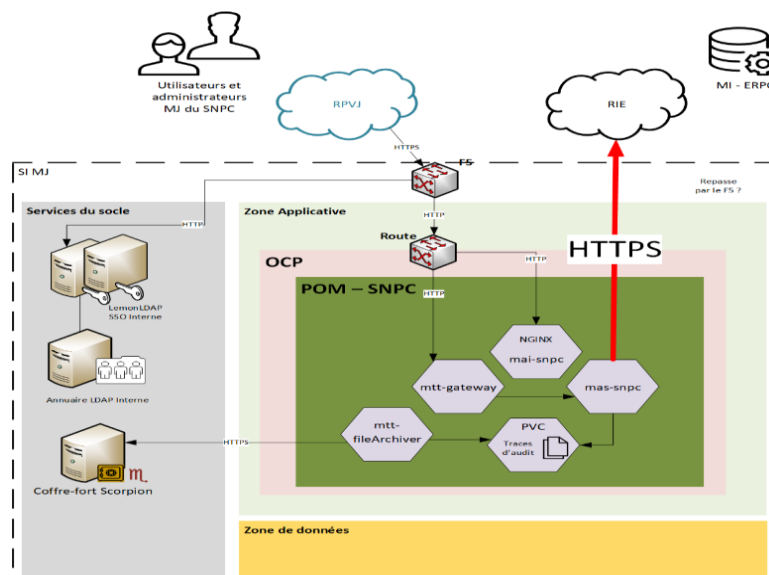 Utilisateurs et
administrateurs
MJ du SNPC
RPVJ
RIE
MI - ERPC
HTTPS
F5
SI MJ
Repasse
par le F5 ?
Services du socle
Zone Applicative
HTTP
HTTP
Route
OCP
HTTPS
POM – SNPC
HTTP
HTTP
LemonLDAP
SSO Interne
NGINX
mai-snpc
mtt-gateway
mas-snpc
Annuaire LDAP Interne
mtt-
fileArchiver
PVC
Traces
d'audit
HTTPS
Coffre-fort Scorpion
Zone de données